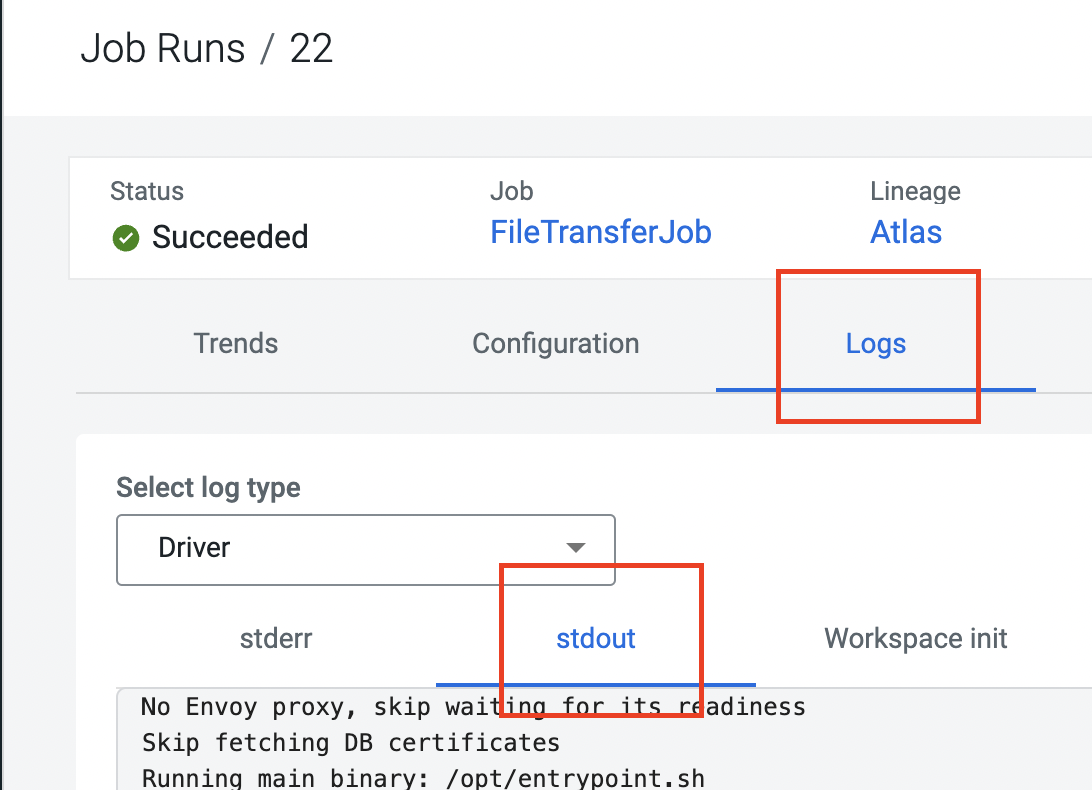 Job Runs / 22
Status
Job
Lineage
Succeeded
FileTransferJob
Atlas
Trends
Configuration
Logs
Select log type
Driver
stderr
stdout
Workspace init
No Envoy proxy, skip waiting for its readiness
Skip fetching DB certificates
Running main binary: /opt/entrypoint.sh